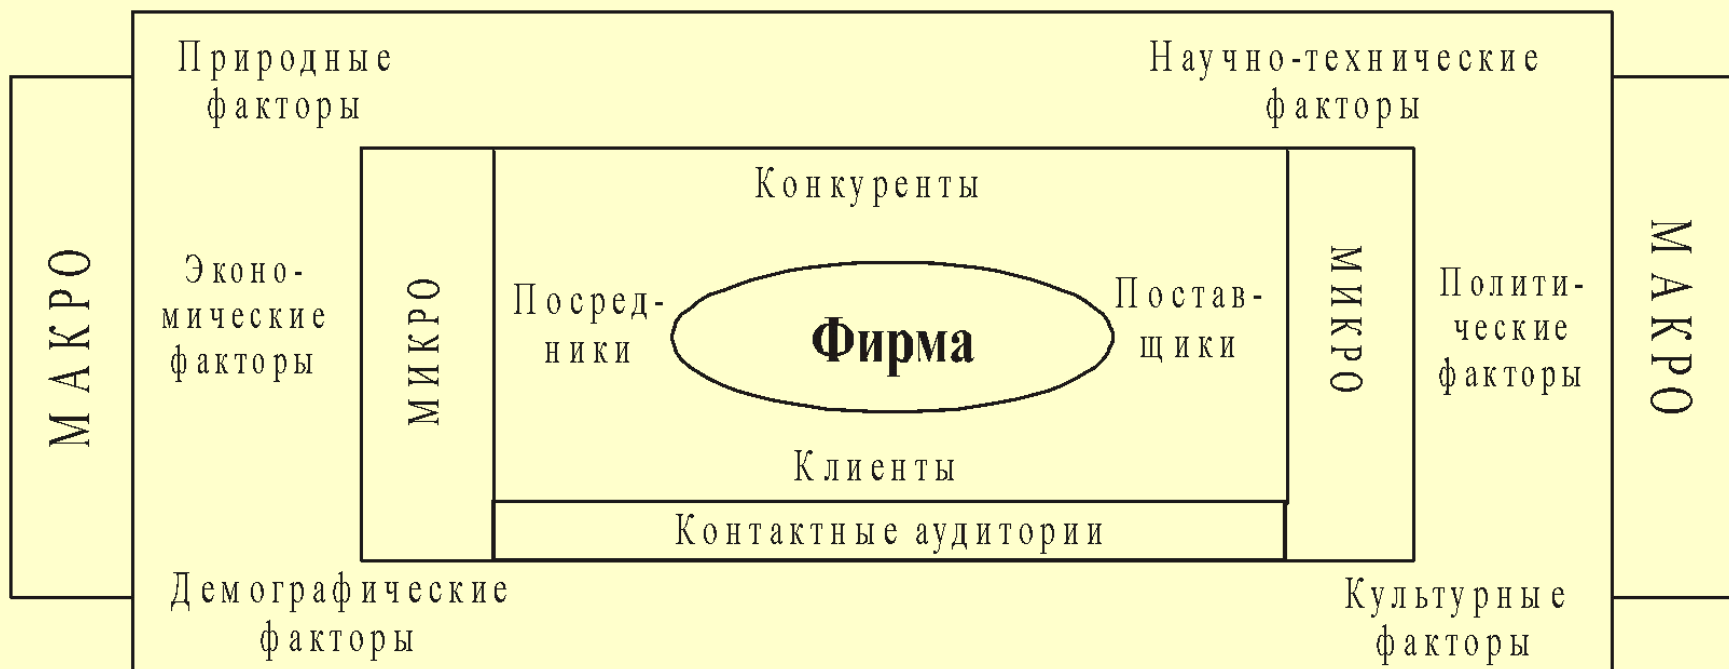 Природные
факторы
Научно-технические
факторы
МАКРО
Эконо-
мические
факторы
МИКРО
Конкуренты
Посред-
ники
Фирма
Постав-
щики
Клиенты
Контактные аудитории
МИКРО
Полити-
ческие
факторы
МАКРО
Демографические
факторы
Культурные
факторы